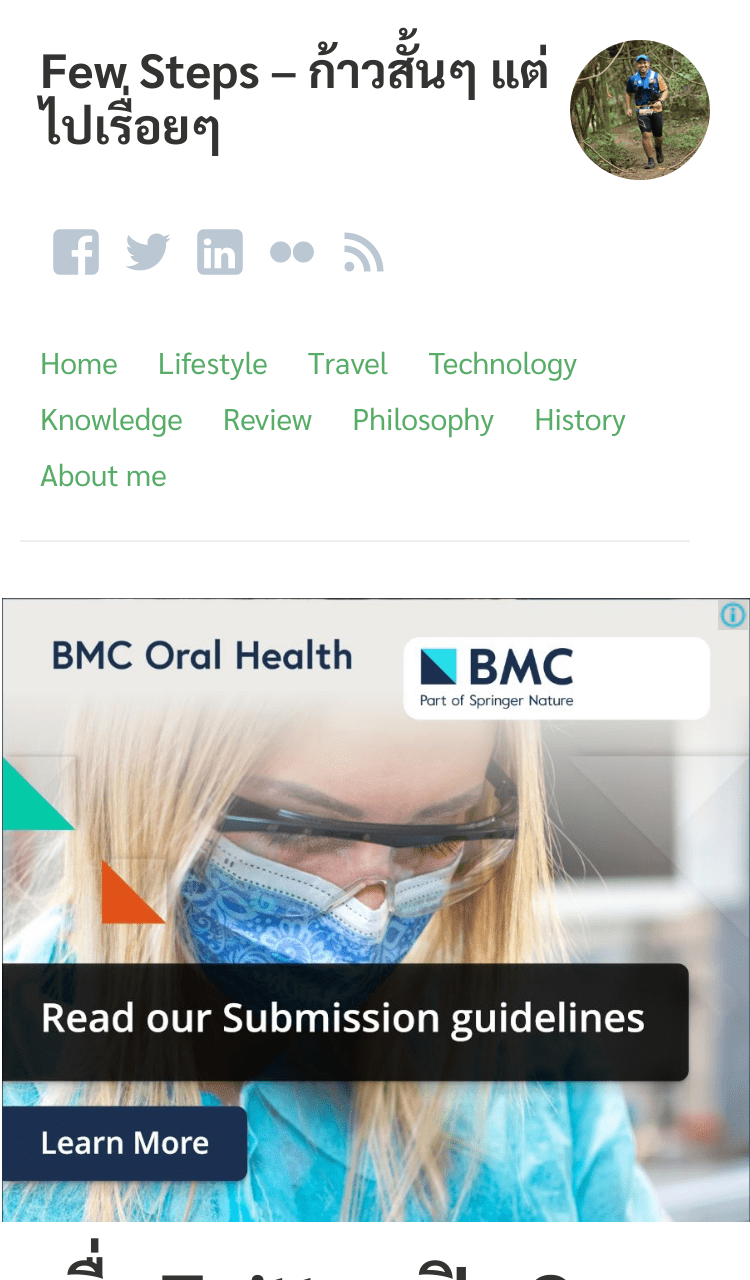 Few Steps – ก้าวสั้นๆ แต่
ไปเรื่อยๆ
Home Lifestyle Travel Technology
Knowledge Review Philosophy History
About me
BMC Oral Health
BMC
Part of Springer Nature
Read our Submission guidelines
Learn More